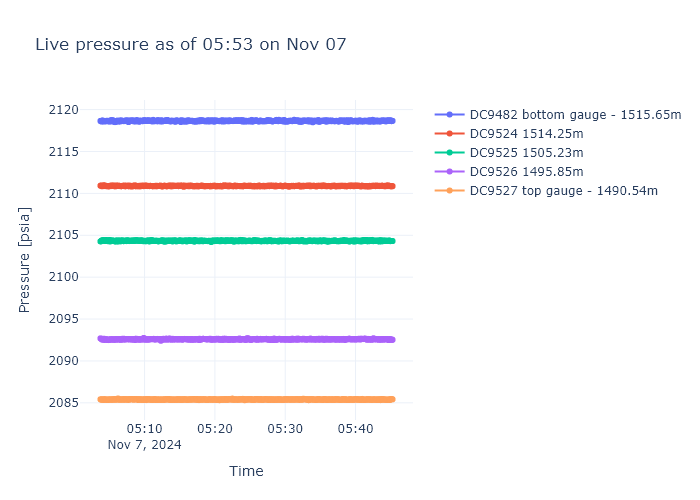 Live pressure as of 05:53 on Nov 07
2120
2115
2110
2105
2100
2095
2090
2085
Pressure [psia]
05:10
05:20
05:30
05:40
Nov 7, 2024
Time
DC9482 bottom gauge - 1515.65m
DC9524 1514.25m
DC9525 1505.23m
DC9526 1495.85m
DC9527 top gauge - 1490.54m